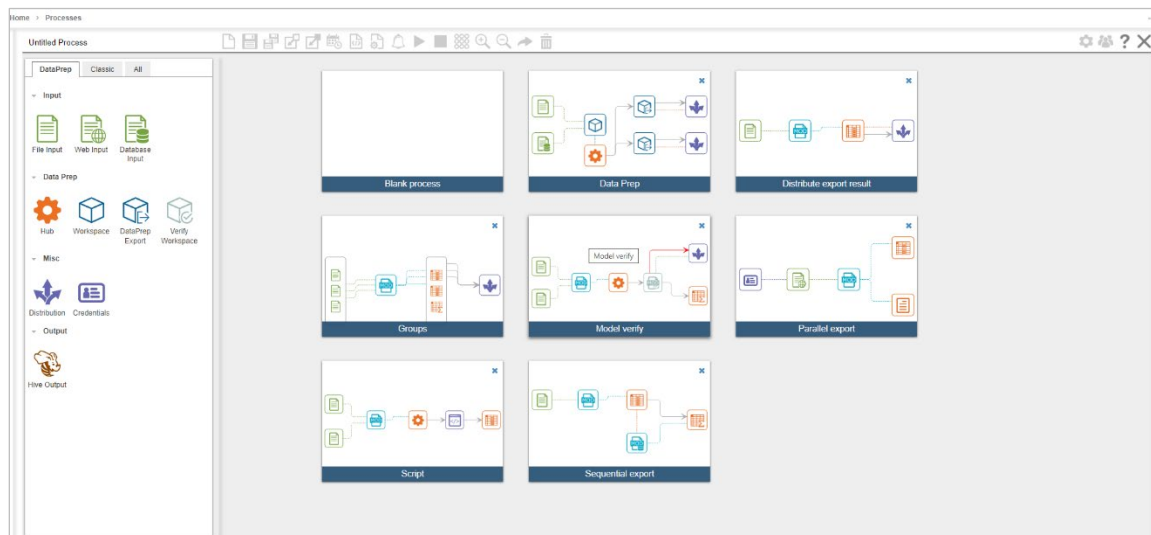 Home › Processes
Untitled Process
?
DataPrep Classic All
Input
File Input Web Input Database Input
Data Prep
Hub Workspace DataPrep Export Verify Workspace
Misc
Distribution Credentials
Output
Hive Output
Blank process
Data Prep
Distribute export result
Groups
Model verify
Model verify
Parallel export
Script
Sequential export